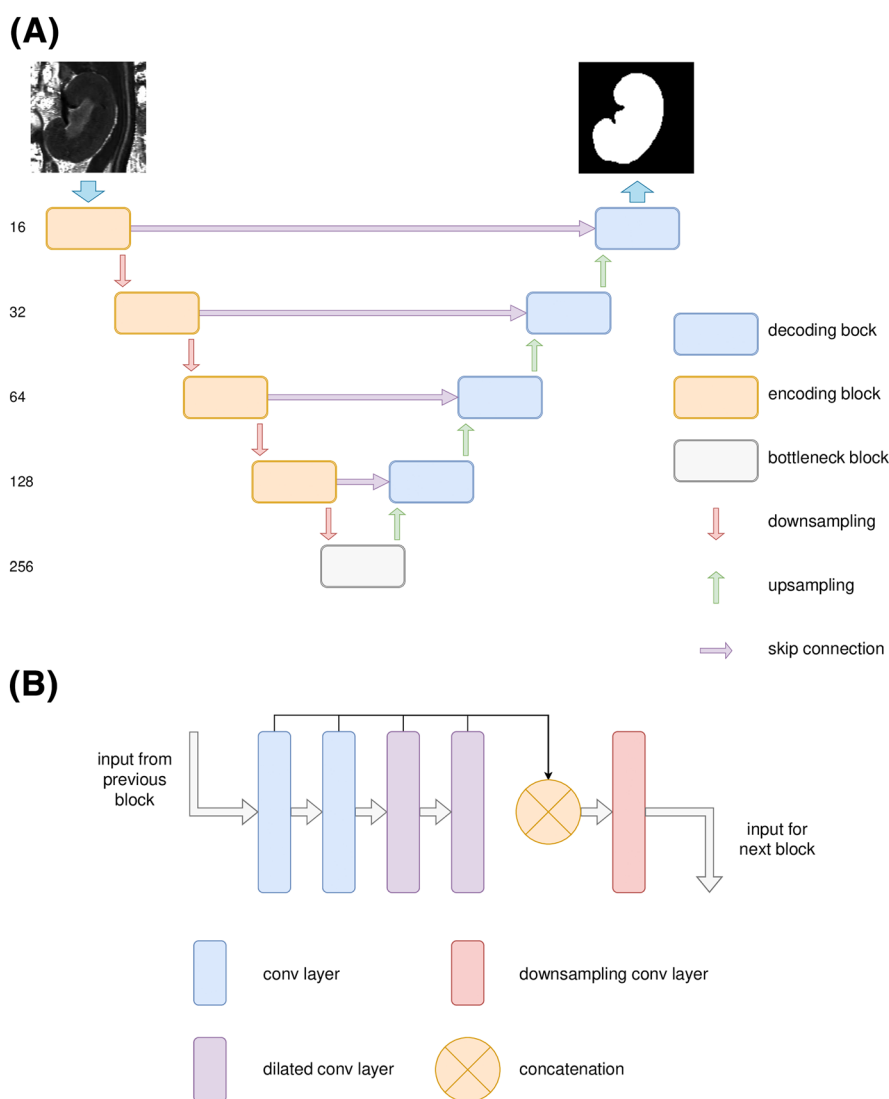 (A)
16
32
64
128
256
decoding bock
encoding block
bottleneck block
downsampling
upsampling
skip connection
(B)
input from
previous
block
input for
next block
conv layer
downsampling conv layer
dilated conv layer
concatenation